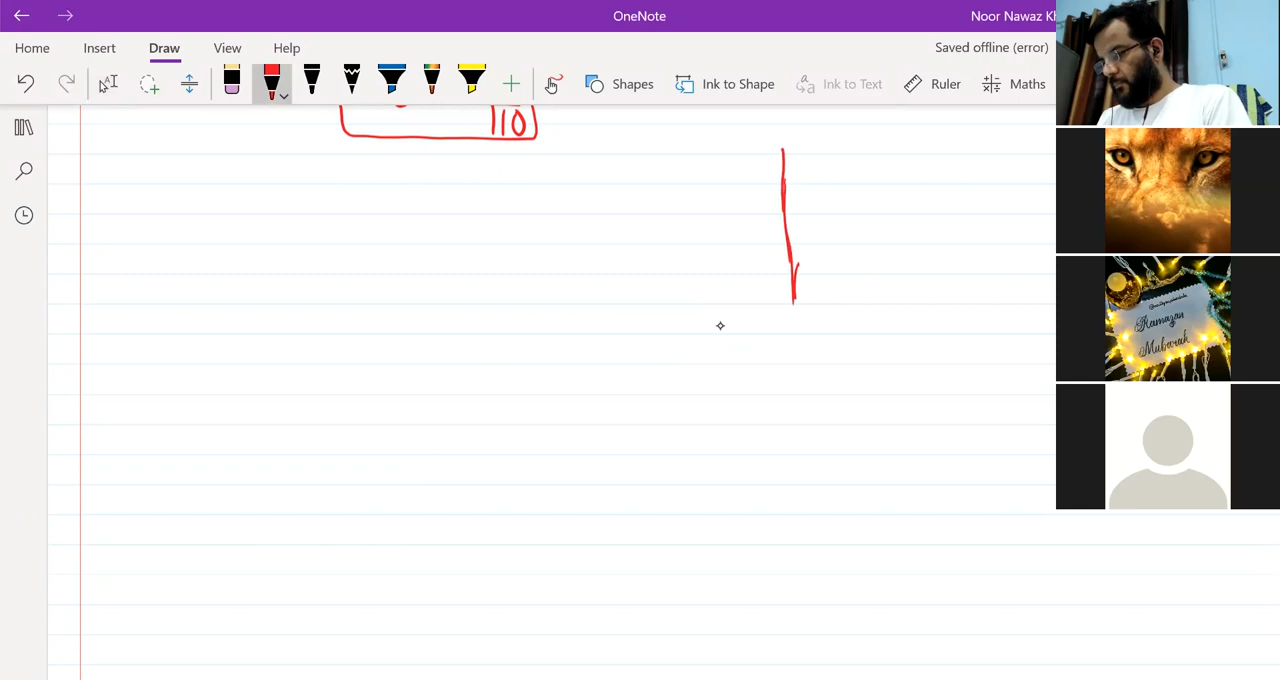 OneNote
Noor Nawaz
Home Insert Draw View Help
Saved offline (error)
Shapes Ink to Shape Ink to Text Ruler Maths
110
Ramazan
Mubarak